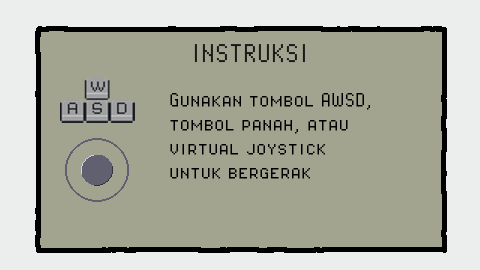 INSTRUKSI
W
A S D
Gunakan tombol AWSD,
tombol panah, atau
virtual joystick
untuk bergerak